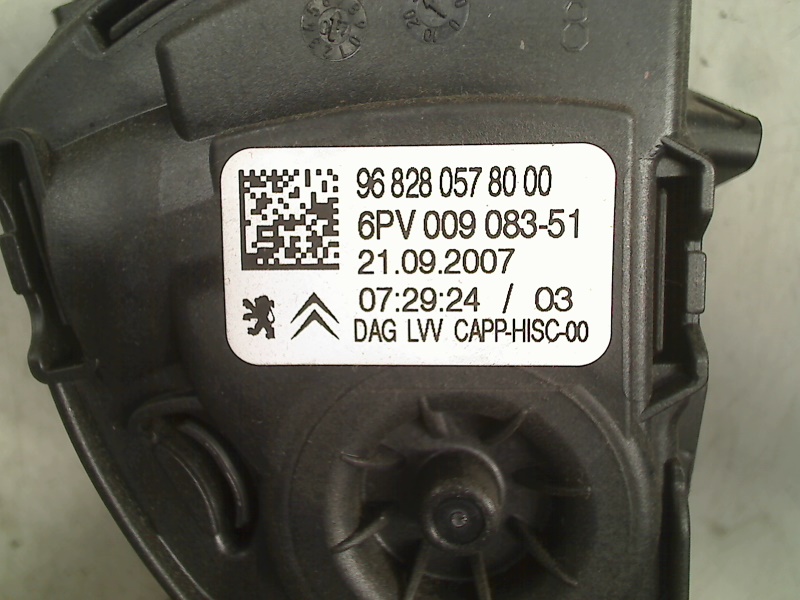 96 828 057 80 00
6PV 009 083-51
21.09.2007
07:29:24 / 03
DAG LVV CAPP-HISC-00